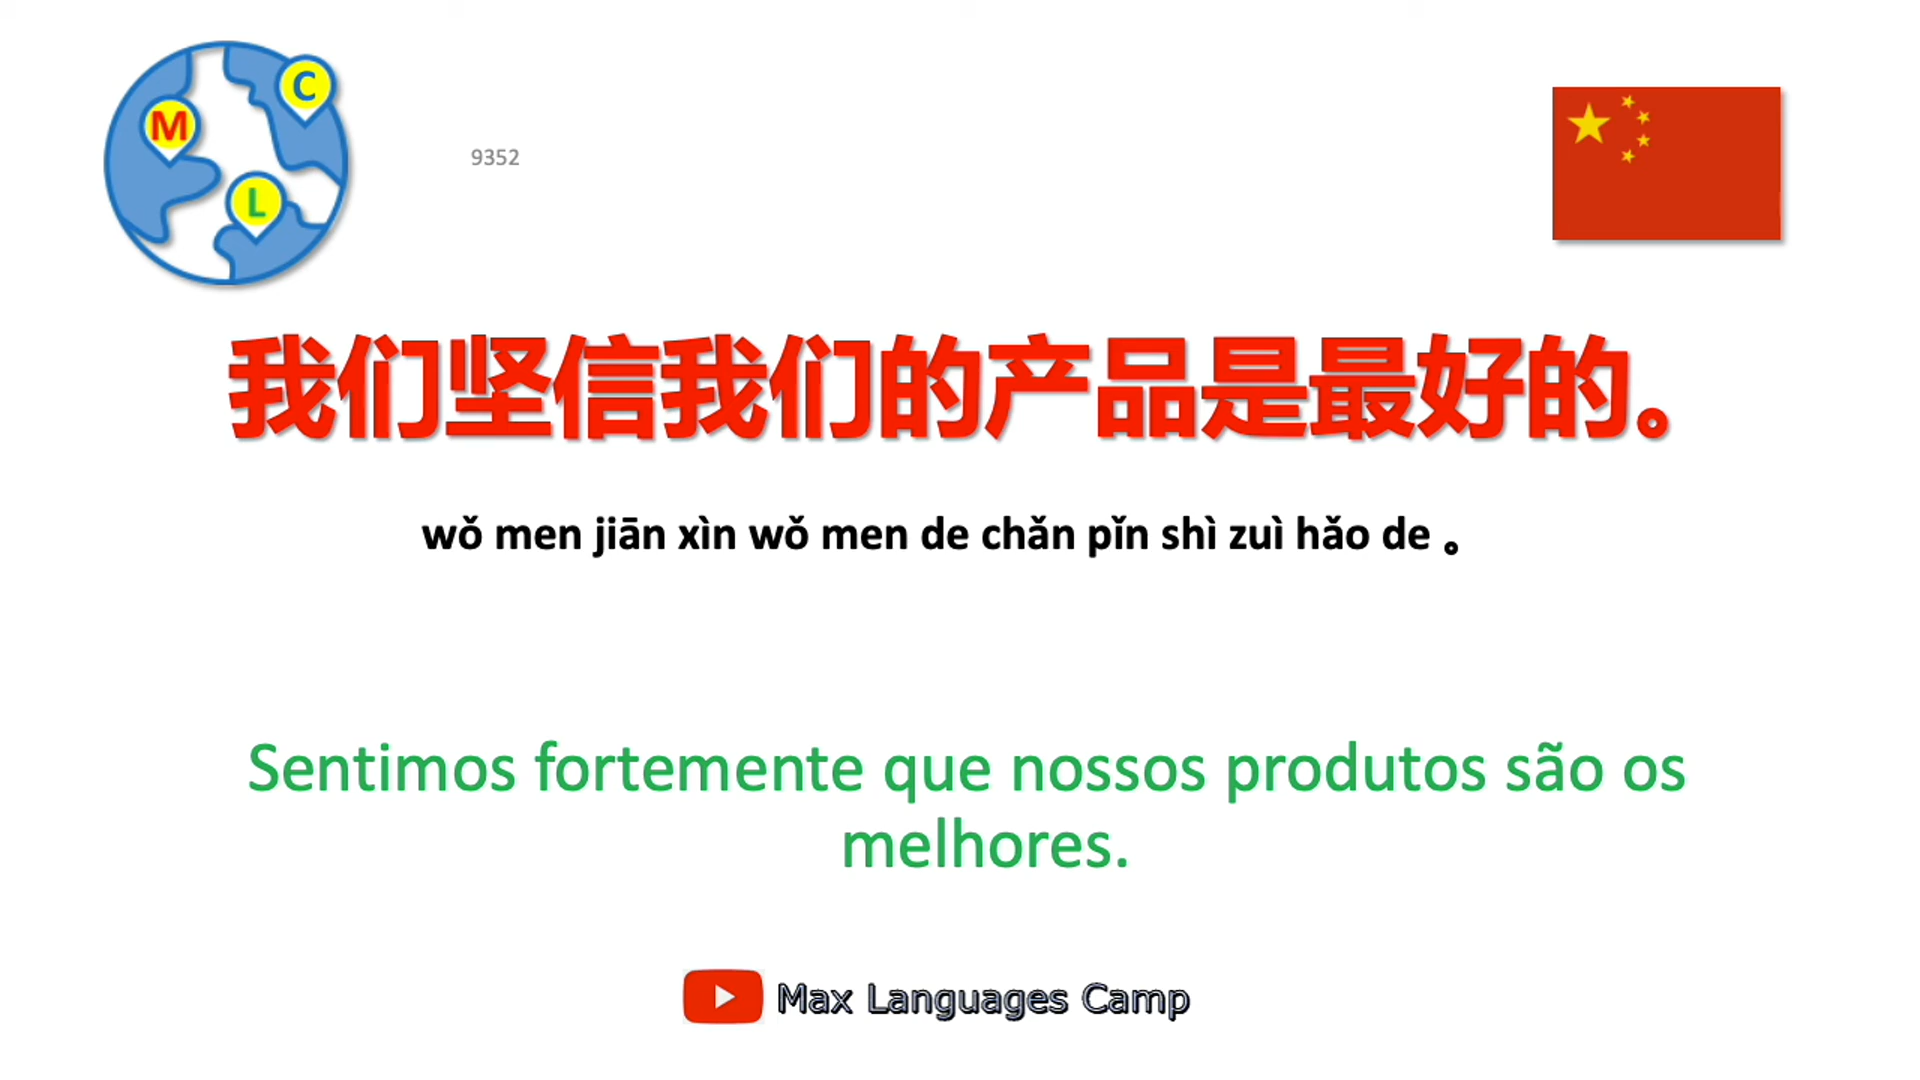 C
M
9352
L
我们坚信我们的产品是最好的。
wǒ men jiān xìn wǒ men de chǎn pǐn shì zuì hǎo de 。
Sentimos fortemente que nossos produtos são os
melhores.
Max Languages Camp